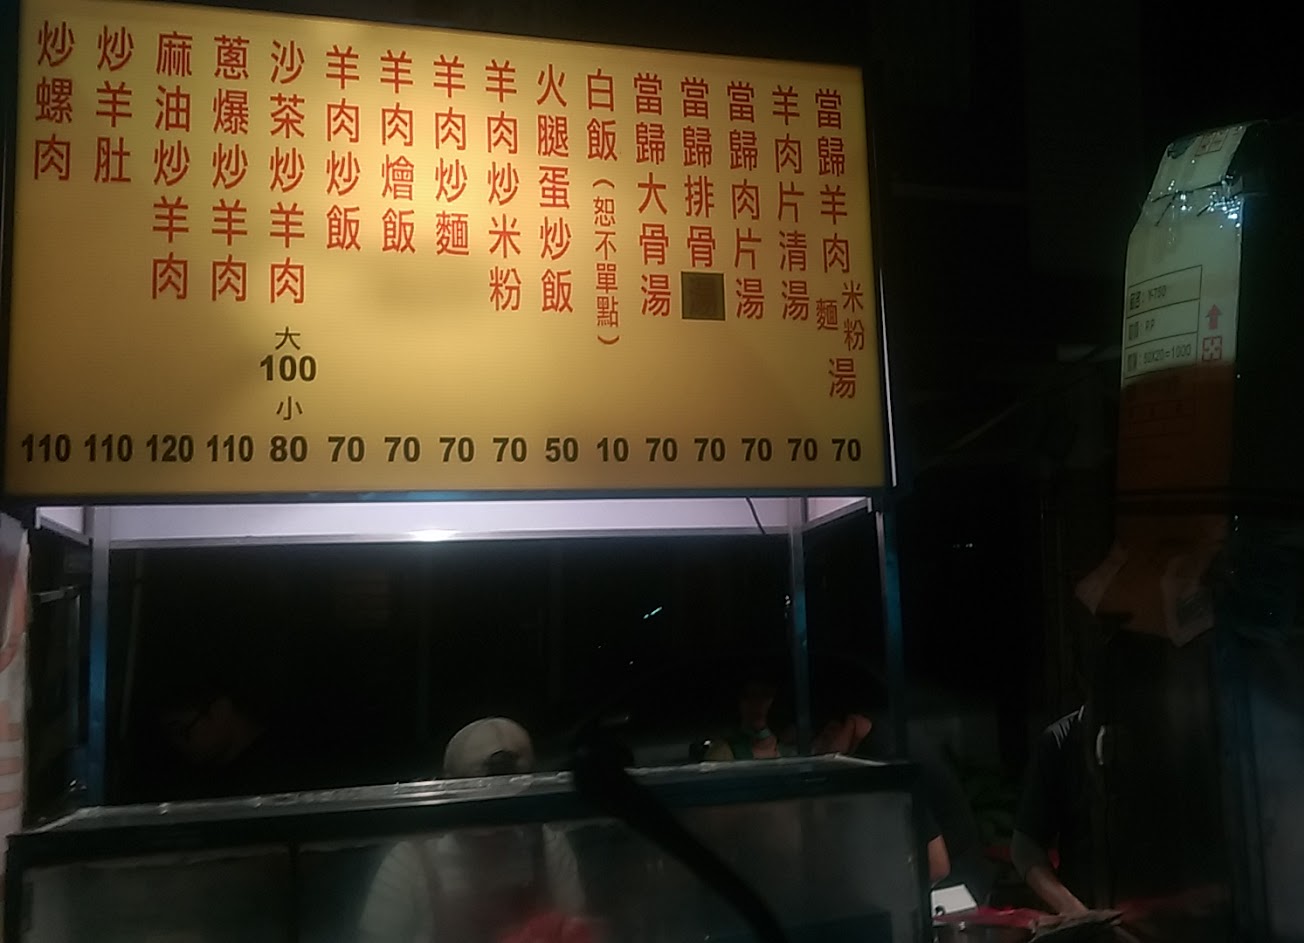 當歸羊肉米粉麵湯 70
羊肉片清湯 70
當歸肉片湯 70
當歸排骨 70
當歸大骨湯 70
白飯(恕不單點) 10
火腿蛋炒飯 50
羊肉炒米粉 70
羊肉炒麵 70
羊肉燴飯 70
羊肉炒飯 70
沙茶炒羊肉 大 100 小 80
蔥爆炒羊肉 110
麻油炒羊肉 120
炒羊肚 110
炒螺肉 110
50X20=1000